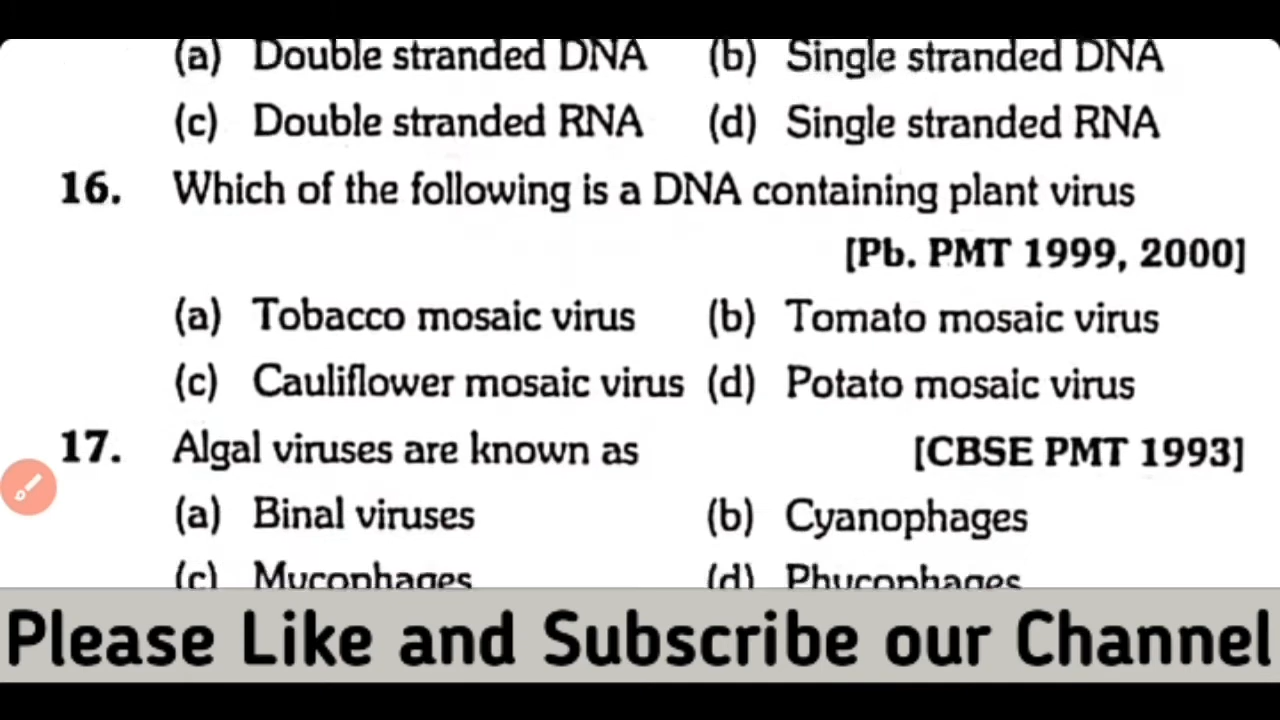 (a) Double stranded DNA (b) Single stranded DNA
(c) Double stranded RNA (d) Single stranded RNA
16. Which of the following is a DNA containing plant virus
[Pb. PMT 1999, 2000]
(a) Tobacco mosaic virus (b) Tomato mosaic virus
(c) Cauliflower mosaic virus (d) Potato mosaic virus
17. Algal viruses are known as [CBSE PMT 1993]
(a) Binal viruses (b) Cyanophages
(c) Mycophages (d) Phycophages
Please Like and Subscribe our Channel